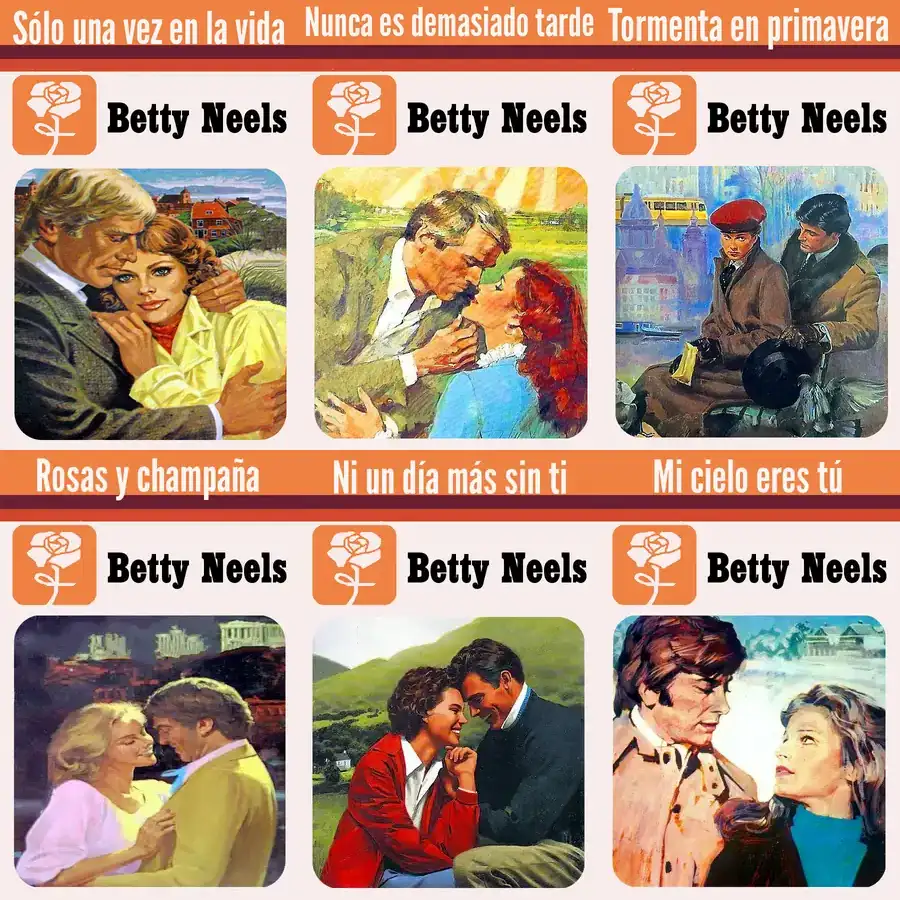 Sólo una vez en la vida
Nunca es demasiado tarde
Tormenta en primavera
Betty Neels
Betty Neels
Betty Neels
Rosas y champaña
Ni un día más sin ti
Mi cielo eres tú
Betty Neels
Betty Neels
Betty Neels